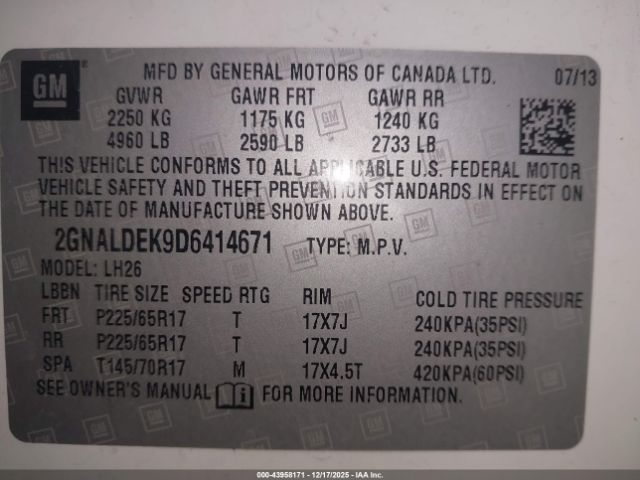 GM ®
MFD BY GENERAL MOTORS OF CANADA LTD. 07/13
GVWR GAWR FRT GAWR RR
2250 KG 1175 KG 1240 KG
4960 LB 2590 LB 2733 LB
THIS VEHICLE CONFORMS TO ALL APPLICABLE U.S. FEDERAL MOTOR
VEHICLE SAFETY AND THEFT PREVENTION STANDARDS IN EFFECT ON
THE DATE OF MANUFACTURE SHOWN ABOVE.
2GNALDEK9D6414671 TYPE: M.P.V.
MODEL: LH26
LBBN TIRE SIZE SPEED RTG RIM COLD TIRE PRESSURE
FRT P225/65R17 T 17X7J 240KPA(35PSI)
RR P225/65R17 T 17X7J 240KPA(35PSI)
SPA T145/70R17 M 17X4.5T 420KPA(60PSI)
SEE OWNER'S MANUAL FOR MORE INFORMATION.
000-43958171 - 12/17/2025 - IAA Inc.